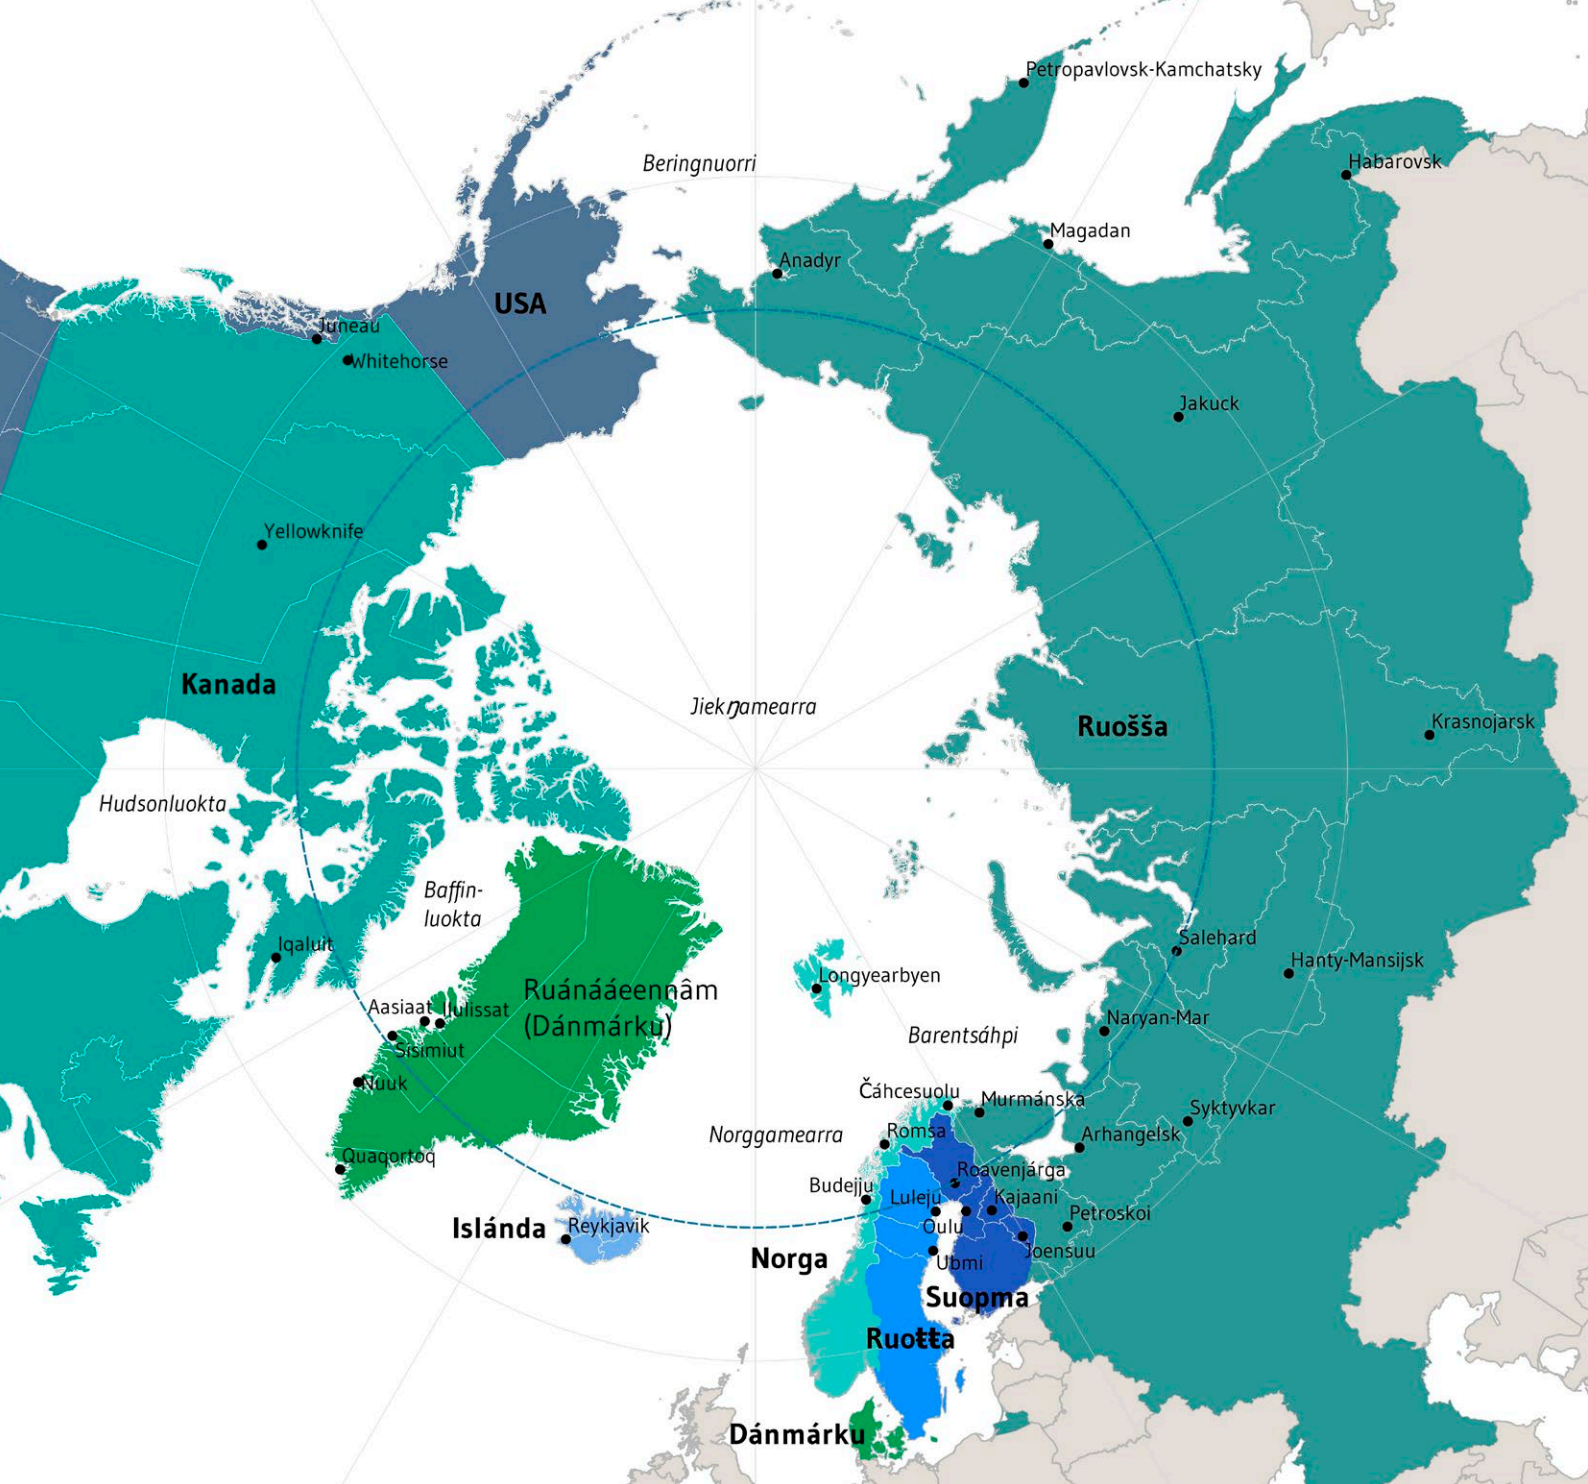 Petropavlovsk-Kamchatsky
Beringnuorri
Habarovsk
Magadan
Anadyr
USA
Juneau
Whitehorse
Jakuck
Yellowknife
Kanada
Jiekŋamearra
Ruošša
Krasnojarsk
Hudsonluokta
Baffin-
luokta
Iqaluit
Salehard
Hanty-Mansijsk
Longyearbyen
Ruánááeennâm
(Dánmárku)
Aasiaat
Ilulissat
Sisimiut
Naryan-Mar
Barentsáhpi
Nuuk
Čáhcesuolu
Murmánska
Syktyvkar
Norggamearra
Romsa
Arhangelsk
Quaqortoq
Roavenjárga
Budejju
Luleju
Kajaani
Petroskoi
Islánda
Reykjavik
Oulu
Joensuu
Norga
Ubmi
Suopma
Ruoŧŧa
Dánmárku